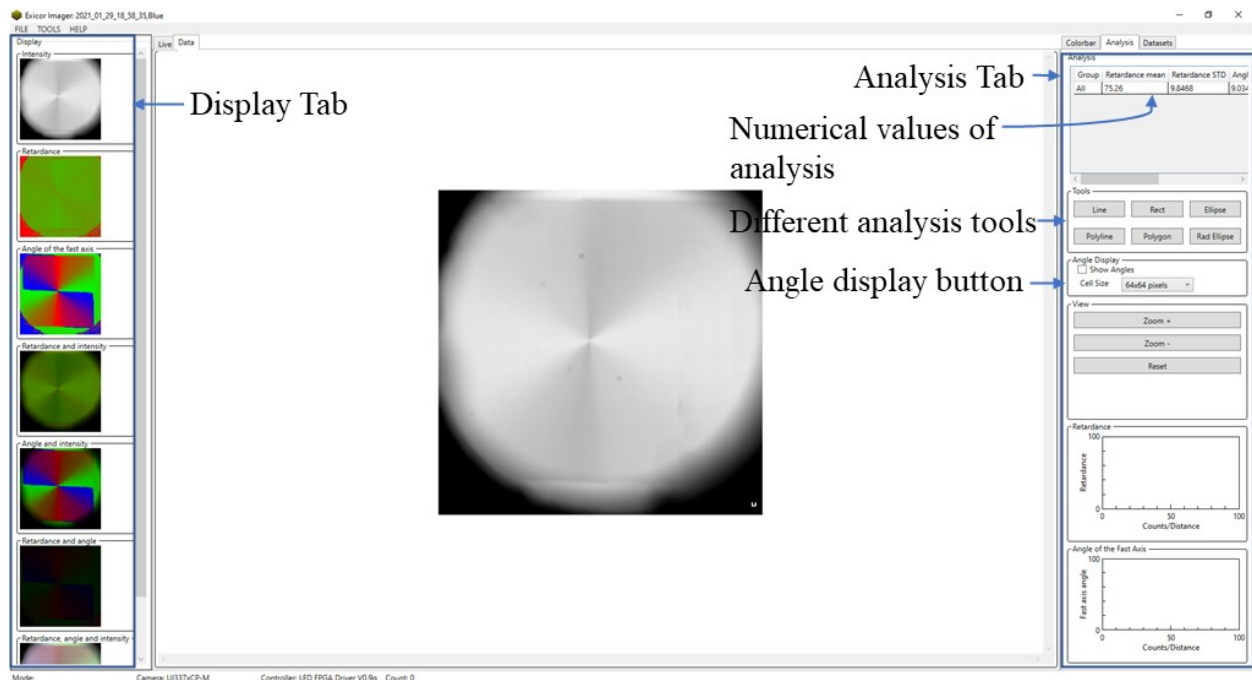 Exicor Imager: 2021_01_29_18_58_35,Blue
FILE TOOLS HELP
Display
Intensity
Retardance
Angle of the fast axis
Retardance and intensity
Angle and intensity
Retardance and angle
Retardance, angle and intensity
Display Tab
Live Data
Colorbar Analysis Datasets
Analysis
Group Retardance mean Retardance STD Angl
All 75.26 9.8468 9.034
Analysis Tab
Numerical values of
analysis
Tools
Line Rect Ellipse
Polyline Polygon Rad Ellipse
Different analysis tools
Angle Display
Show Angles
Cell Size 64x64 pixels
Angle display button
View
Zoom +
Zoom -
Reset
Retardance
100
Retardance
0
0 50 100
Counts/Distance
Angle of the Fast Axis
100
Fast axis angle
0
0 50 100
Counts/Distance
Mode: Camera: UI337xCP-M Controller: LED FPGA Driver V0.9s Count: 0